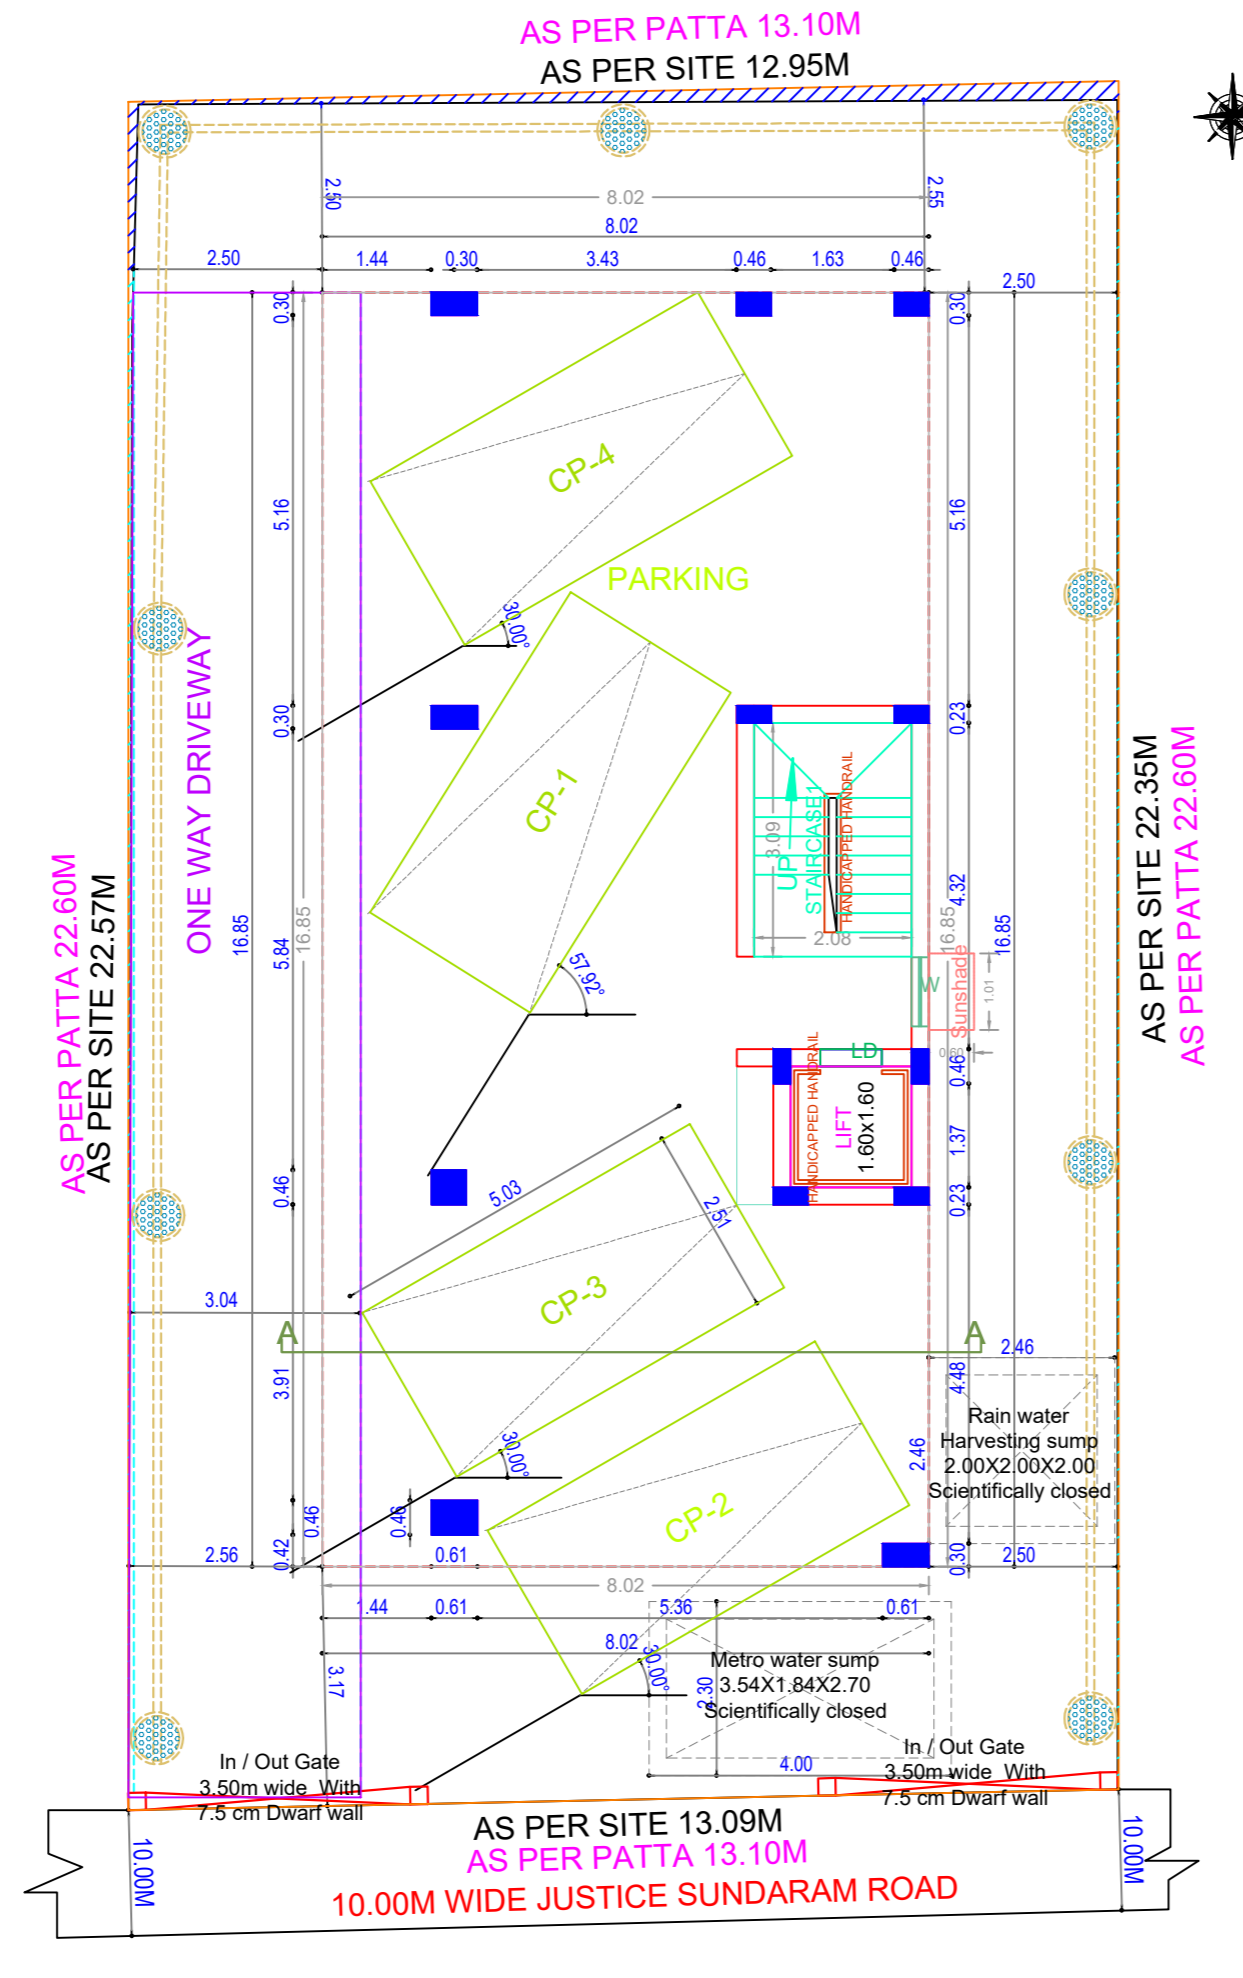 AS PER PATTA 13.10M
AS PER SITE 12.95M
2.50
8.02
2.55
8.02
2.50
1.44
0.30
3.43
0.46
1.63
0.46
2.50
0.30
0.30
CP-4
5.16
5.16
PARKING
30.00°
ONE WAY DRIVEWAY
0.30
0.23
CP-1
3.09
UP
STAIRCASE1
HANDICAPPED HANDRAIL
4.32
2.08
16.85
5.84
16.85
16.85
16.85
57.92°
W
Sunshade
1.01
0.60
AS PER PATTA 22.60M
AS PER SITE 22.57M
AS PER SITE 22.35M
AS PER PATTA 22.60M
LD
HANDICAPPED HANDRAIL
LIFT
1.60x1.60
0.46
1.37
0.23
0.46
5.03
2.51
CP-3
3.04
A
A
2.46
3.91
4.48
Rain water
Harvesting sump
2.00X2.00X2.00
Scientifically closed
2.46
30.00°
CP-2
0.46
0.46
0.42
2.56
0.61
0.30
2.50
8.02
1.44
0.61
5.36
0.61
8.02
30.00°
3.17
2.30
Metro water sump
3.54X1.84X2.70
Scientifically closed
4.00
In / Out Gate
3.50m wide With
7.5 cm Dwarf wall
In / Out Gate
3.50m wide With
7.5 cm Dwarf wall
AS PER SITE 13.09M
AS PER PATTA 13.10M
10.00M WIDE JUSTICE SUNDARAM ROAD
10.00M
10.00M